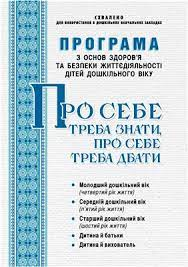 СХВАЛЕНО
ДЛЯ ВИКОРИСТАННЯ В ДОШКІЛЬНИХ НАВЧАЛЬНИХ ЗАКЛАДАХ
ПРОГРАМА
З ОСНОВ ЗДОРОВ'Я
ТА БЕЗПЕКИ ЖИТТЄДІЯЛЬНОСТІ
ДІТЕЙ ДОШКІЛЬНОГО ВІКУ
ПРО СЕБЕ
ТРЕБА ЗНАТИ,
ПРО СЕБЕ
ТРЕБА ДБАТИ
• Молодший дошкільний вік
(четвертий рік життя)
• Середній дошкільний вік
(п'ятий рік життя)
• Старший дошкільний вік
(шостий рік життя)
• Дитина й батьки
• Дитина й вихователь